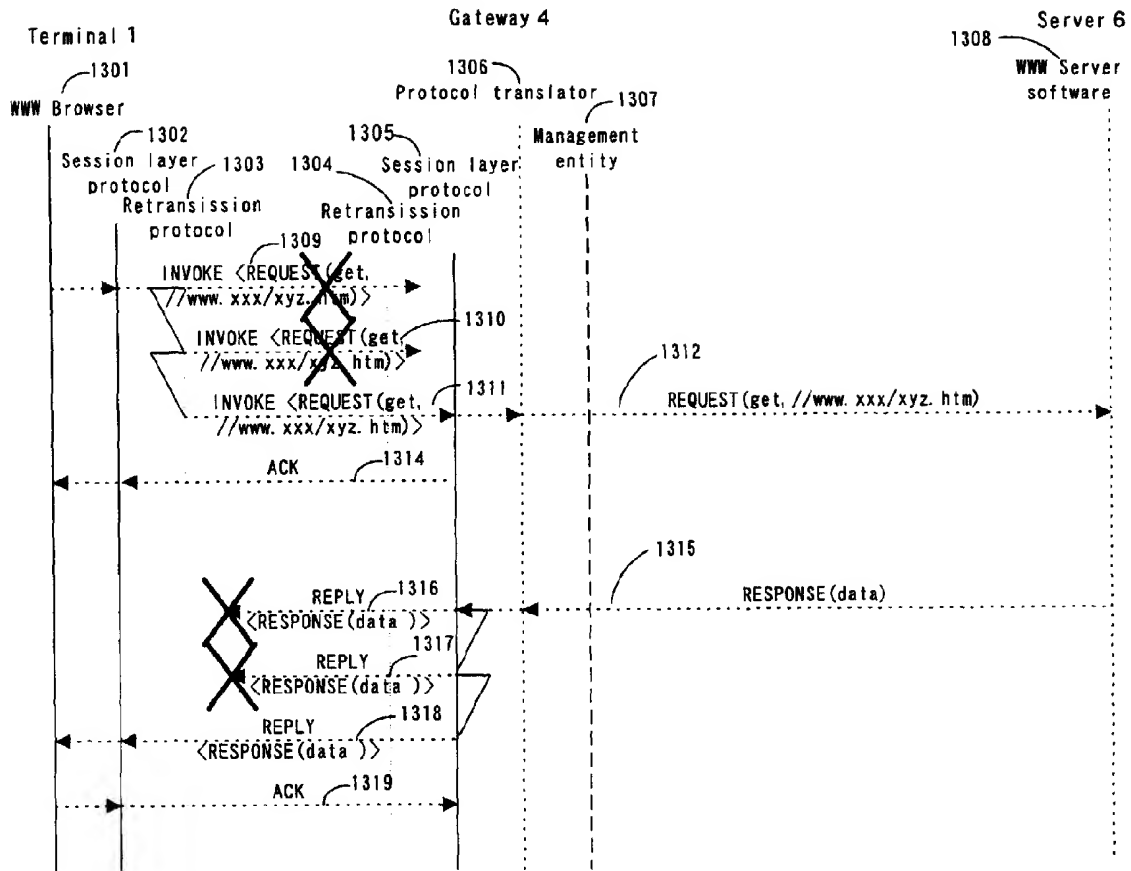 Terminal 1
Gateway 4
Server 6
1301
WWW Browser
1306
Protocol translator
1307
Management
entity
1308
WWW Server
software
1302
Session layer
protocol
1303
Retransission
protocol
1304
Retransission
protocol
1305
Session layer
protocol
1309
INVOKE <REQUEST(get,
//www.xxx/xyz.htm)>
1310
INVOKE <REQUEST(get,
//www.xxx/xyz.htm)>
1311
INVOKE <REQUEST(get,
//www.xxx/xyz.htm)>
1312
REQUEST(get,//www.xxx/xyz.htm)
ACK
1314
1315
RESPONSE(data)
REPLY
1316
<RESPONSE(data )>
REPLY
1317
<RESPONSE(data )>
REPLY
1318
<RESPONSE(data )>
ACK
1319